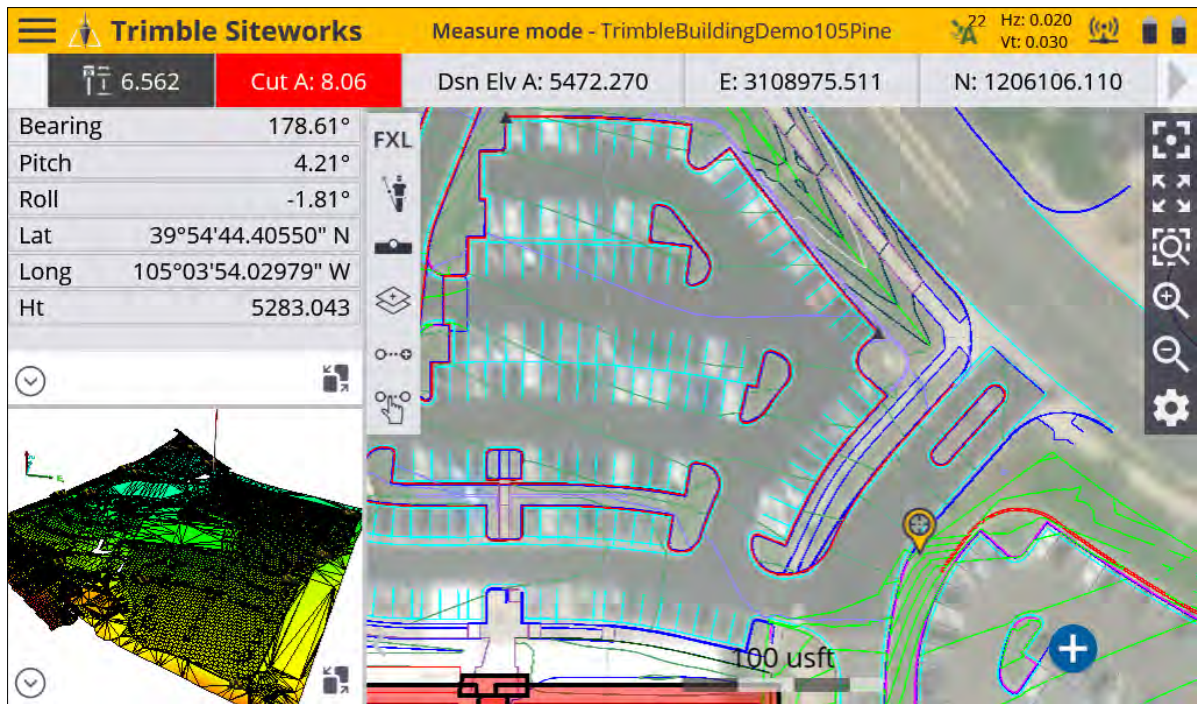 Trimble Siteworks
Measure mode - TrimbleBuildingDemo105Pine
22
Hz: 0.020
Vt: 0.030
6.562
Cut A: 8.06
Dsn Elv A: 5472.270
E: 3108975.511
N: 1206106.110
Bearing 178.61°
Pitch 4.21°
Roll -1.81°
Lat 39°54'44.40550" N
Long 105°03'54.02979" W
Ht 5283.043
FXL
100 usft